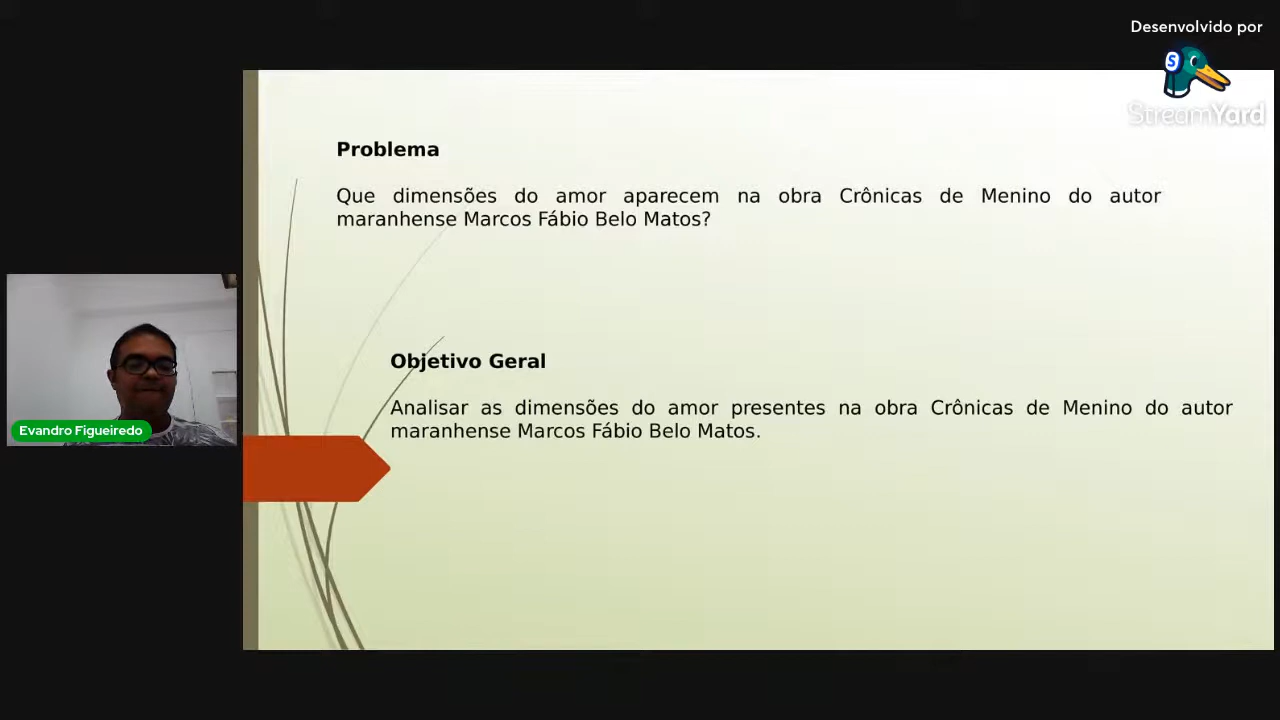 Desenvolvido por
S
StreamYard
Problema
Que dimensões do amor aparecem na obra Crônicas de Menino do autor
maranhense Marcos Fábio Belo Matos?
Objetivo Geral
Analisar as dimensões do amor presentes na obra Crônicas de Menino do autor
maranhense Marcos Fábio Belo Matos.
Evandro Figueiredo